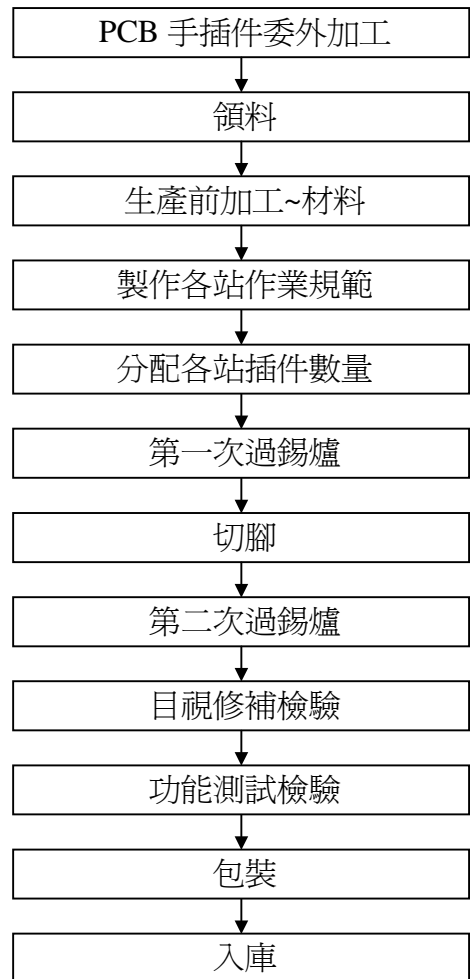 PCB 手插件委外加工
領料
生產前加工~材料
製作各站作業規範
分配各站插件數量
第一次過錫爐
切腳
第二次過錫爐
目視修補檢驗
功能測試檢驗
包裝
入庫